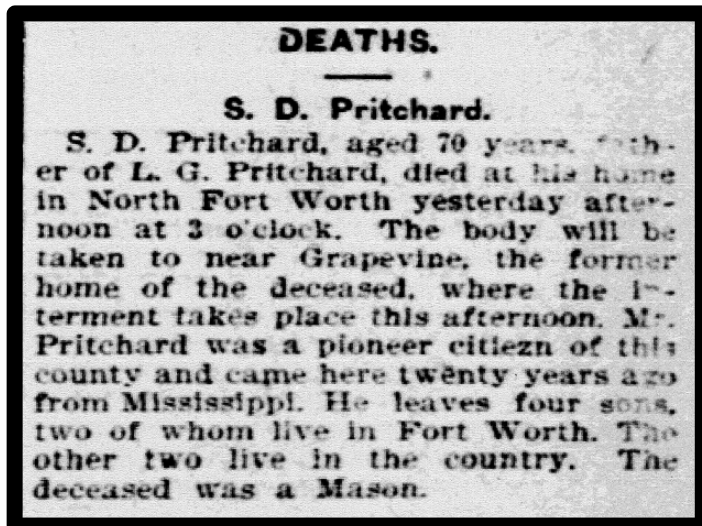 DEATHS.
S. D. Pritchard.
S. D. Pritchard, aged 70 years, fath-
er of L. G. Pritchard, died at his home
in North Fort Worth yesterday after-
noon at 3 o'clock. The body will be
taken to near Grapevine, the former
home of the deceased, where the in-
terment takes place this afternoon. Mr.
Pritchard was a pioneer citiezn of this
county and came here twenty years ago
from Mississippi. He leaves four sons,
two of whom live in Fort Worth. The
other two live in the country. The
deceased was a Mason.